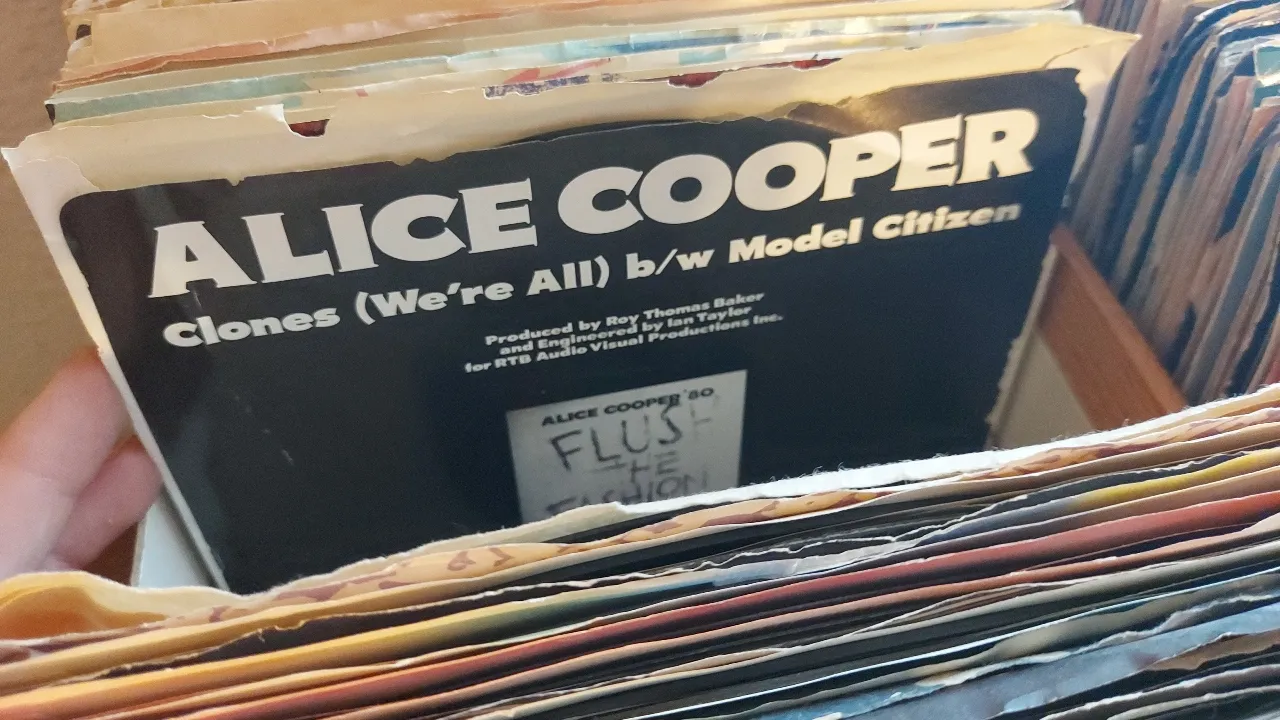 ALICE COOPER
Clones (We're All) b/w Model Citizen
Produced by Roy Thomas Baker
and Engineered by Ian Taylor
for RTB Audio Visual Productions Inc.
ALICE COOPER '80
FLUSH
THE
FASHION